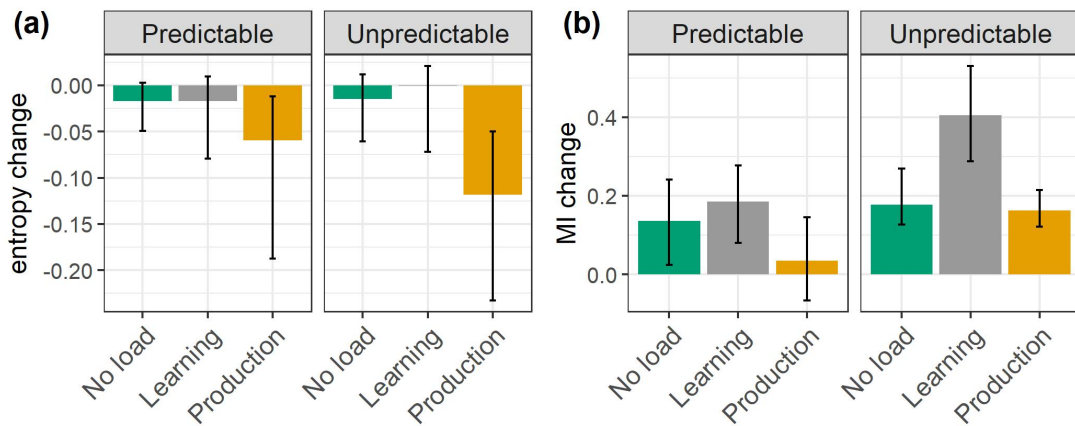 (a)
Predictable
Unpredictable
entropy change
0.00
-0.05
-0.10
-0.15
-0.20
No load
Learning
Production
No load
Learning
Production
(b)
Predictable
Unpredictable
MI change
0.4
0.2
0.0
No load
Learning
Production
No load
Learning
Production